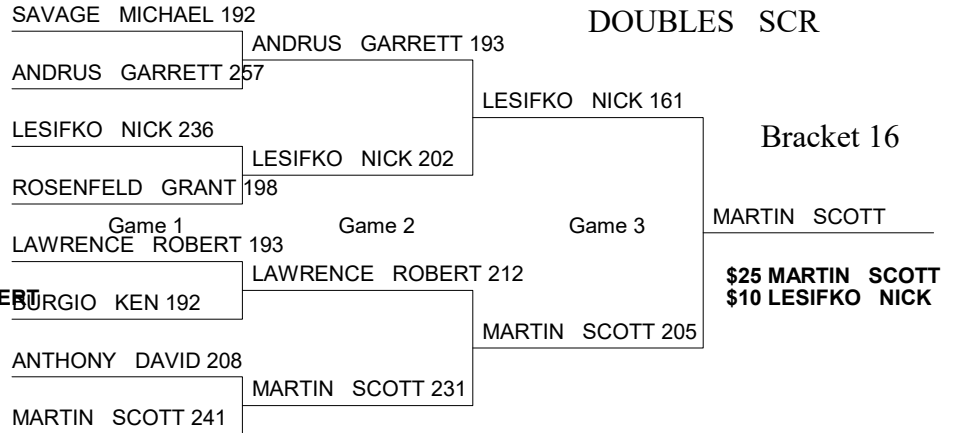 SAVAGE MICHAEL 192
DOUBLES SCR
ANDRUS GARRETT 193
ANDRUS GARRETT 257
LESIFKO NICK 161
LESIFKO NICK 236
Bracket 16
LESIFKO NICK 202
ROSENFELD GRANT 198
MARTIN SCOTT
Game 1 Game 2 Game 3
LAWRENCE ROBERT 193
LAWRENCE ROBERT 212
$25 MARTIN SCOTT
ERT
BURGIO KEN 192
$10 LESIFKO NICK
MARTIN SCOTT 205
ANTHONY DAVID 208
MARTIN SCOTT 231
MARTIN SCOTT 241